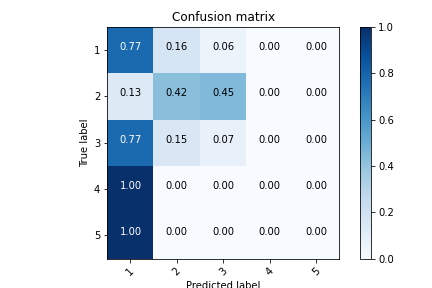 Confusion matrix
1.0
1 0.77 0.16 0.06 0.00 0.00
0.8
2 0.13 0.42 0.45 0.00 0.00
0.6
True label
3 0.77 0.15 0.07 0.00 0.00
0.4
4 1.00 0.00 0.00 0.00 0.00
0.2
5 1.00 0.00 0.00 0.00 0.00
0.0
1 2 3 4 5
Predicted label